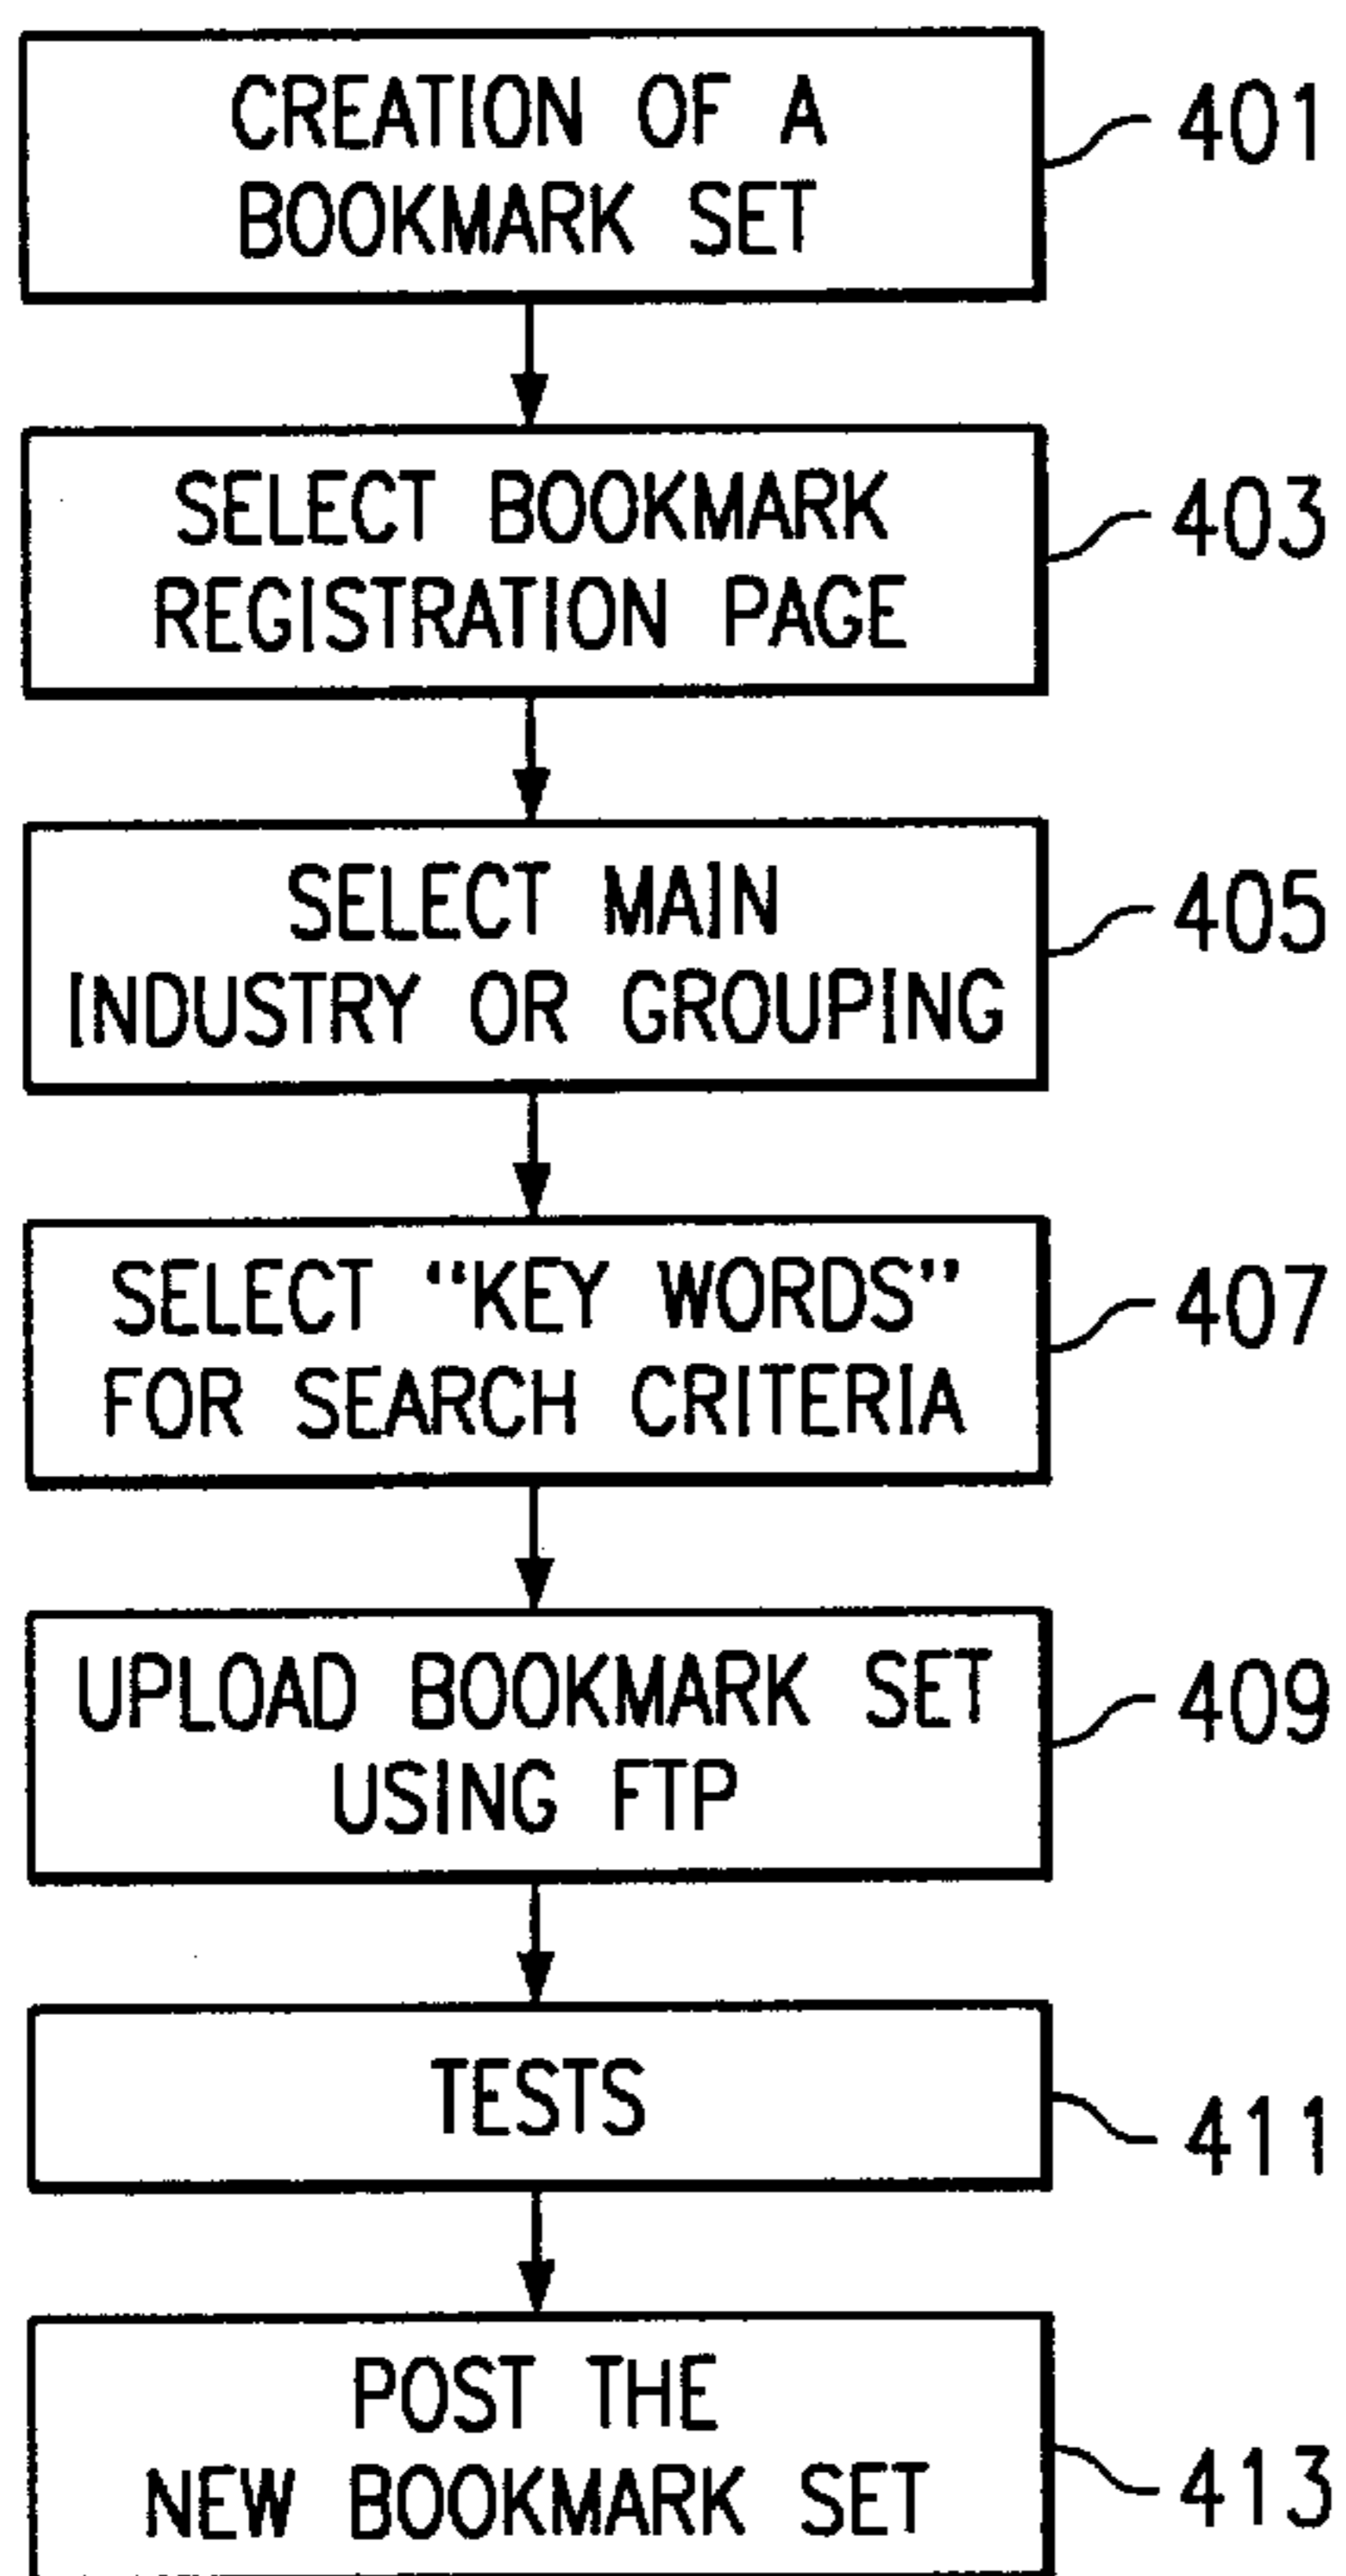 CREATION OF A
BOOKMARK SET
401
SELECT BOOKMARK
REGISTRATION PAGE
403
SELECT MAIN
INDUSTRY OR GROUPING
405
SELECT "KEY WORDS"
FOR SEARCH CRITERIA
407
UPLOAD BOOKMARK SET
USING FTP
409
TESTS
411
POST THE
NEW BOOKMARK SET
413